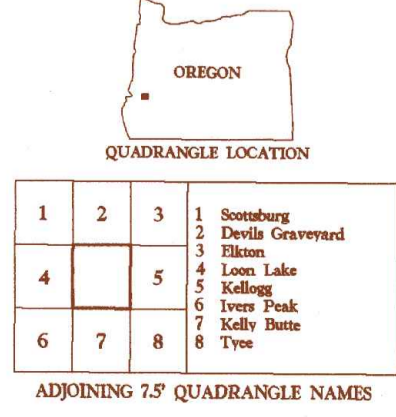 OREGON
QUADRANGLE LOCATION
1 2 3
4 5
6 7 8
1 Scottsburg
2 Devils Graveyard
3 Elkton
4 Loon Lake
5 Kellogg
6 Ivers Peak
7 Kelly Butte
8 Tyee
ADJOINING 7.5' QUADRANGLE NAMES